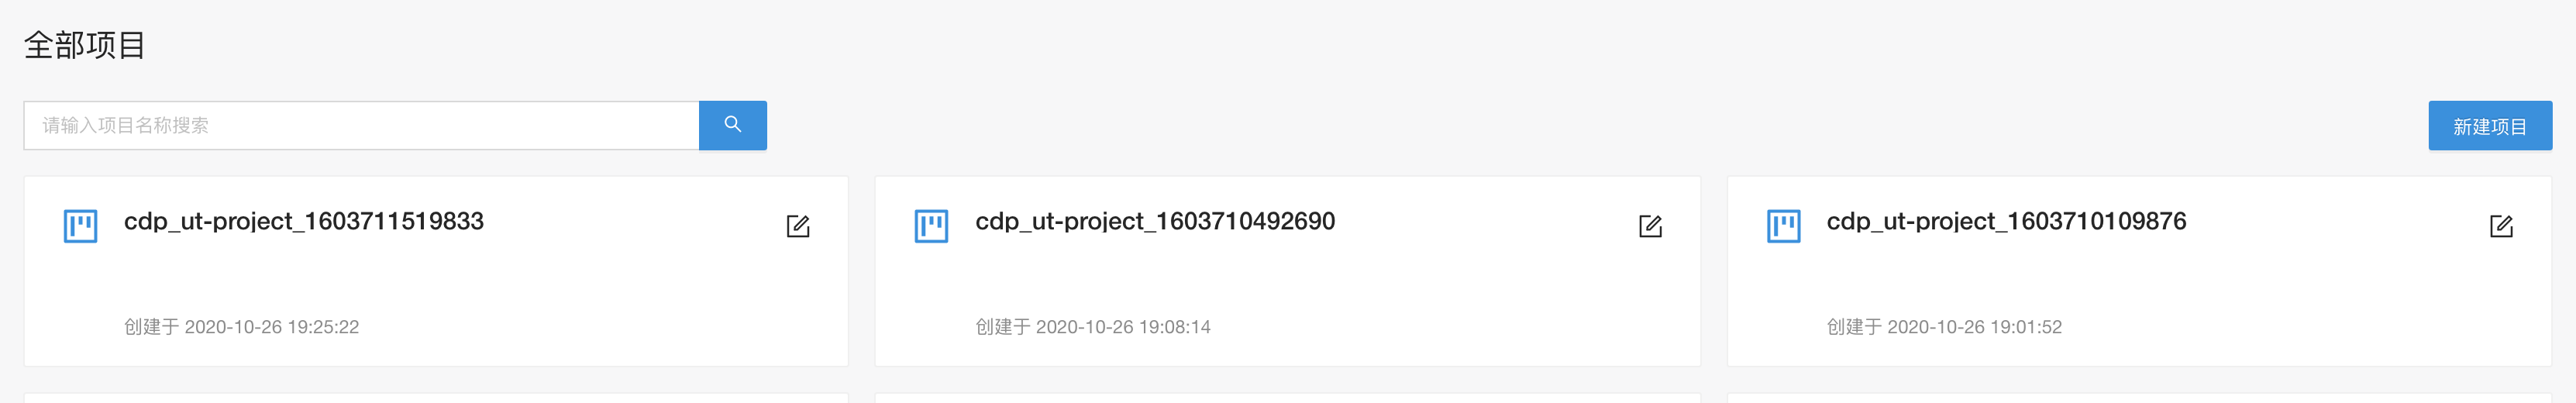 全部项目
请输入项目名称搜索
新建项目
cdp_ut-project_1603711519833
cdp_ut-project_1603710492690
cdp_ut-project_1603710109876
创建于 2020-10-26 19:25:22
创建于 2020-10-26 19:08:14
创建于 2020-10-26 19:01:52